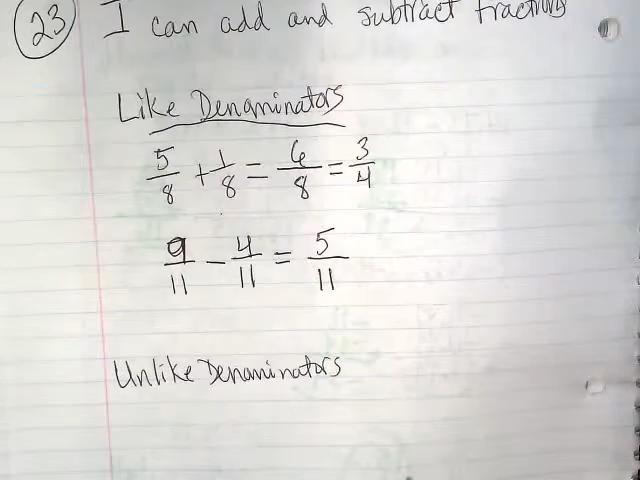 23 I can add and subtract fractions
Like Denominators
5/8 + 1/8 = 6/8 = 3/4
9/11 - 4/11 = 5/11
Unlike Denominators